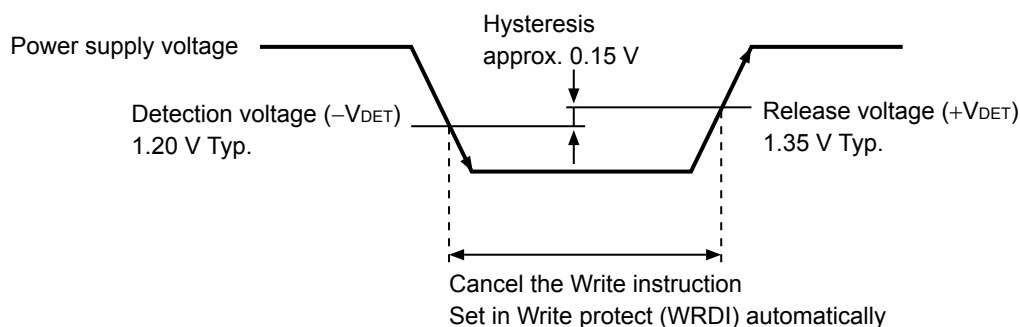 Hysteresis
approx. 0.15 V
Power supply voltage
Detection voltage (−VDET)
1.20 V Typ.
Release voltage (+VDET)
1.35 V Typ.
Cancel the Write instruction
Set in Write protect (WRDI) automatically